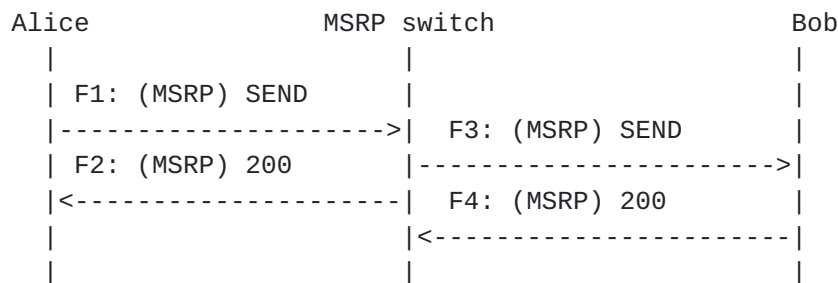 Alice MSRP switch Bob
F1: (MSRP) SEND
F3: (MSRP) SEND
F2: (MSRP) 200
F4: (MSRP) 200